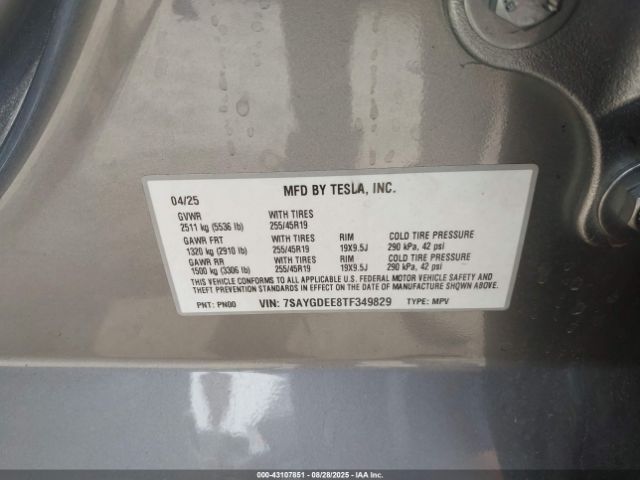 MFD BY TESLA, INC.
04/25
GVWR WITH TIRES
2511 kg (5536 lb) 255/45R19
GAWR FRT WITH TIRES RIM COLD TIRE PRESSURE
1320 kg (2910 lb) 255/45R19 19X9.5J 290 kPa, 42 psi
GAWR RR WITH TIRES RIM COLD TIRE PRESSURE
1500 kg (3306 lb) 255/45R19 19X9.5J 290 kPa, 42 psi
THIS VEHICLE CONFORMS TO ALL APPLICABLE U.S. FEDERAL MOTOR VEHICLE SAFETY AND
THEFT PREVENTION STANDARDS IN EFFECT ON THE DATE OF MANUFACTURE SHOWN ABOVE.
PNT: PN00 VIN: 7SAYGDEE8TF349829 TYPE: MPV
000-43107851 | 08/28/2025 | IAA Inc.